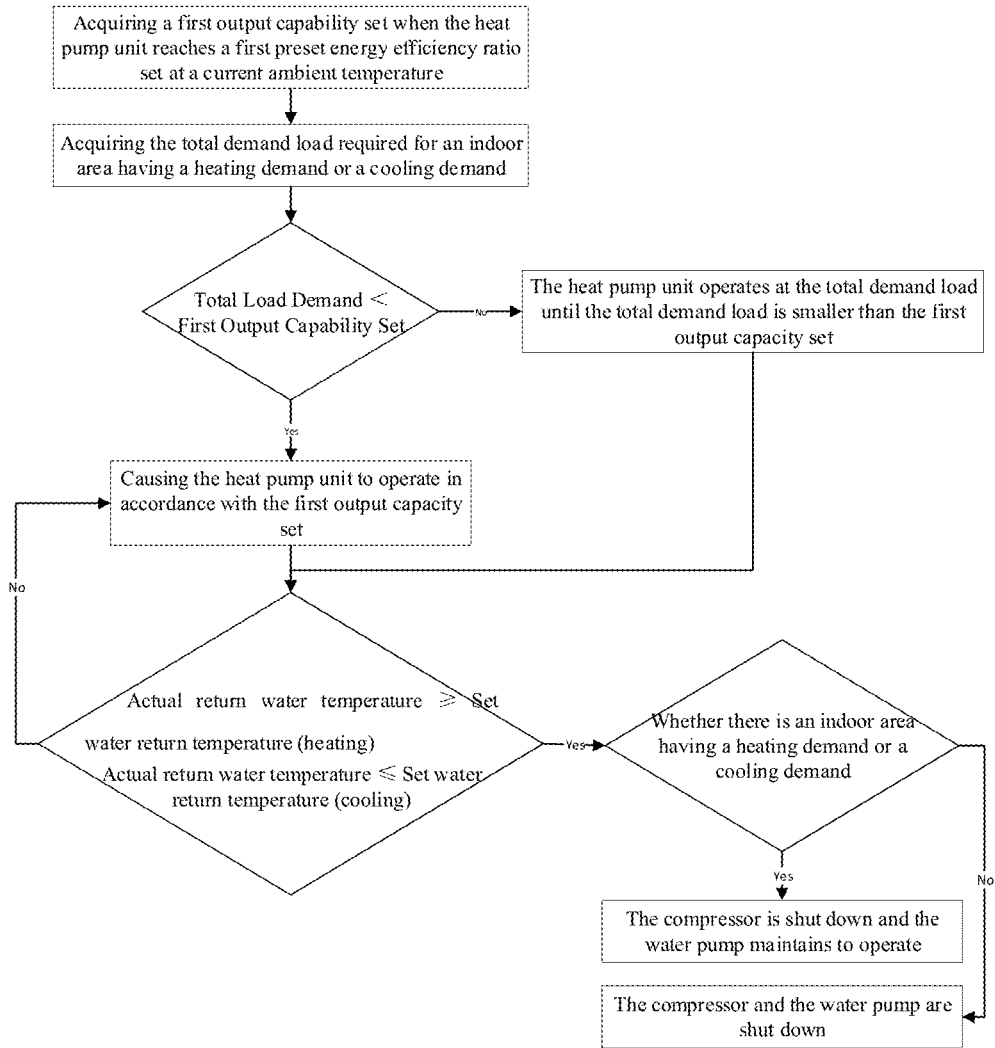 Acquiring a first output capability set when the heat
pump unit reaches a first preset energy efficiency ratio
set at a current ambient temperature
Acquiring the total demand load required for an indoor
area having a heating demand or a cooling demand
Total Load Demand <
First Output Capability Set
No
The heat pump unit operates at the total demand load
until the total demand load is smaller than the first
output capacity set
Yes
Causing the heat pump unit to operate in
accordance with the first output capacity
set
No
Actual return water temperature ⩾ Set
water return temperature (heating)
Actual return water temperature ⩽ Set water
return temperature (cooling)
Yes
Whether there is an indoor area
having a heating demand or a
cooling demand
Yes
No
The compressor is shut down and the
water pump maintains to operate
The compressor and the water pump are
shut down